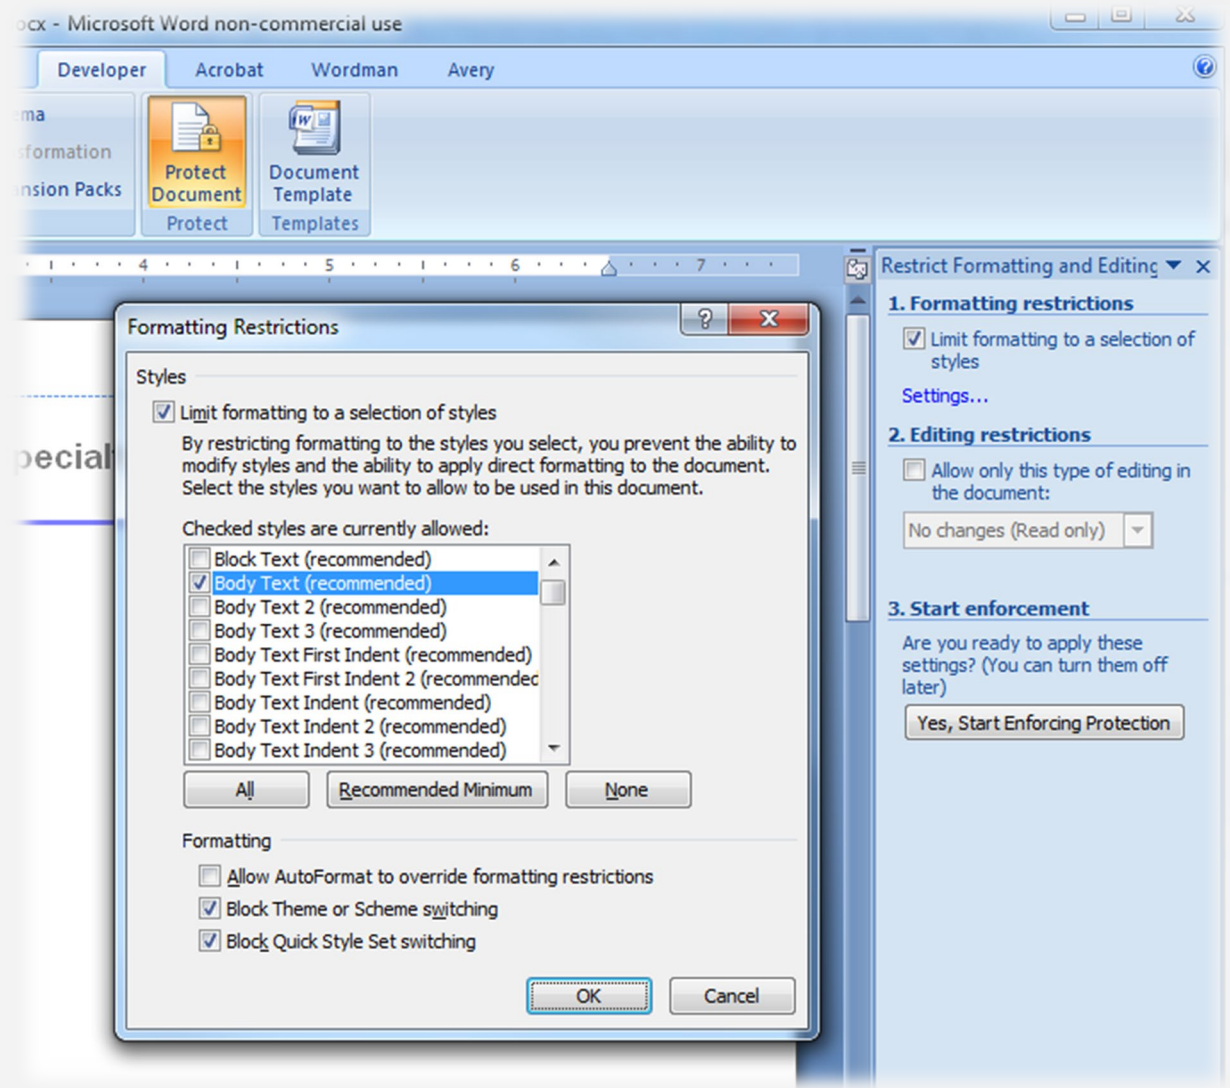 ocx - Microsoft Word non-commercial use
Developer Acrobat Wordman Avery
Protect Document
Document Template
Expansion Packs
Protect
Templates
4 5 6 7
Restrict Formatting and Editing
1. Formatting restrictions
Limit formatting to a selection of
styles
Settings...
2. Editing restrictions
Allow only this type of editing in
the document:
No changes (Read only)
3. Start enforcement
Are you ready to apply these
settings? (You can turn them off
later)
Yes, Start Enforcing Protection
Formatting Restrictions
Styles
Limit formatting to a selection of styles
By restricting formatting to the styles you select, you prevent the ability to
modify styles and the ability to apply direct formatting to the document.
Select the styles you want to allow to be used in this document.
Checked styles are currently allowed:
Block Text (recommended)
Body Text (recommended)
Body Text 2 (recommended)
Body Text 3 (recommended)
Body Text First Indent (recommended)
Body Text First Indent 2 (recommended
Body Text Indent (recommended)
Body Text Indent 2 (recommended)
Body Text Indent 3 (recommended)
All Recommended Minimum None
Formatting
Allow AutoFormat to override formatting restrictions
Block Theme or Scheme switching
Block Quick Style Set switching
OK Cancel